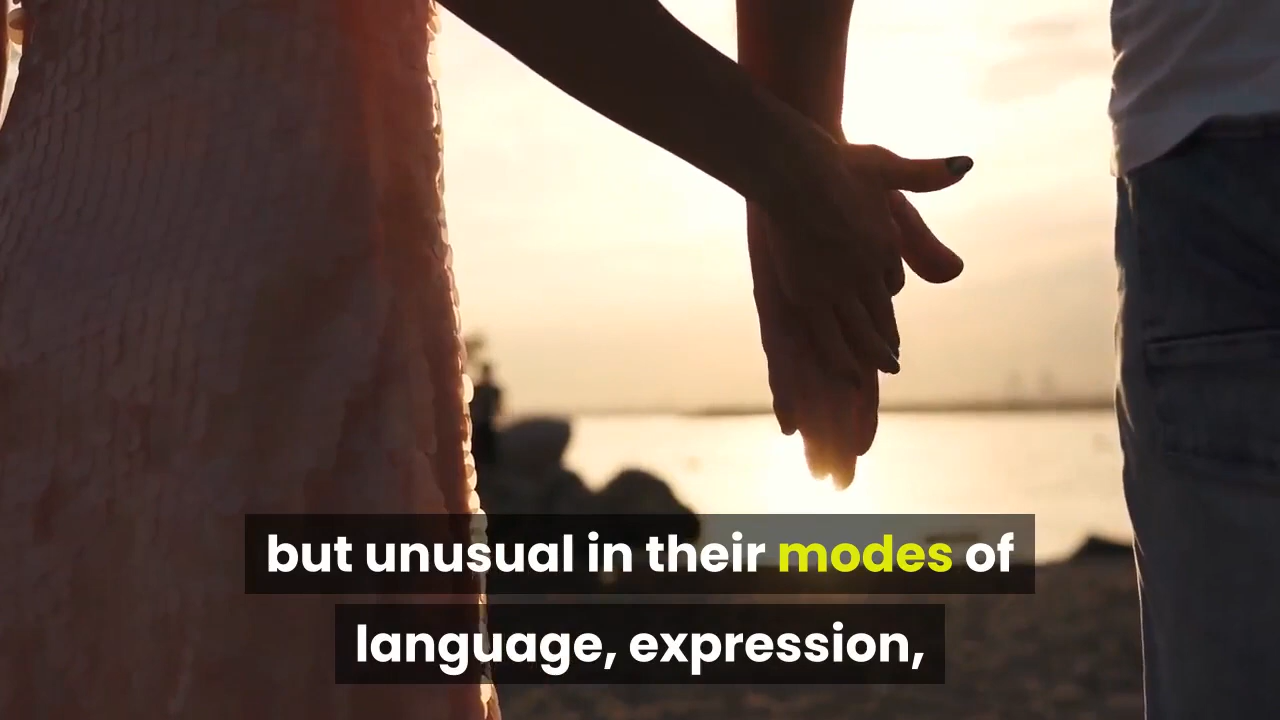 but unusual in their modes of
language, expression,